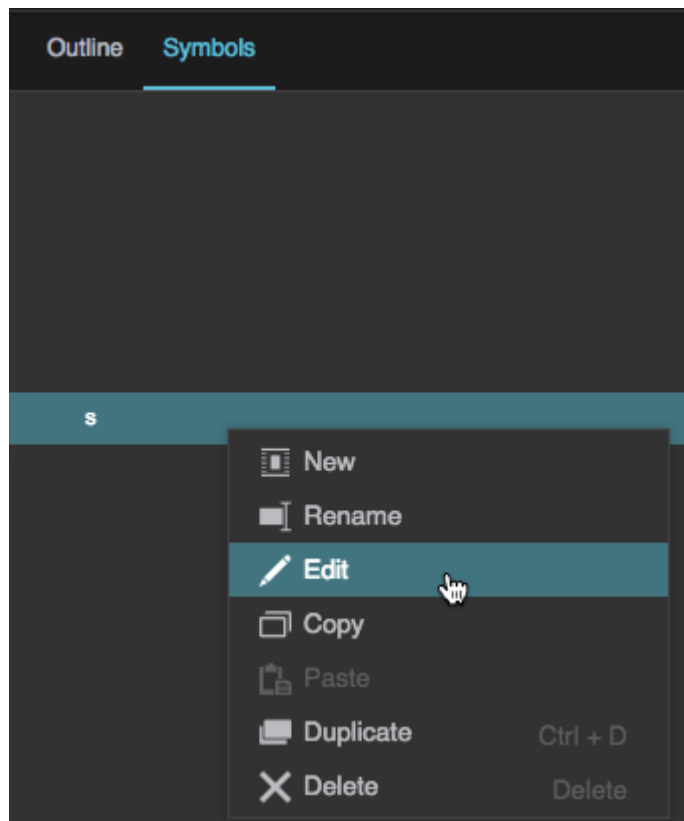 Outline Symbols
s
New
Rename
Edit
Copy
Paste
Duplicate Ctrl + D
Delete Delete